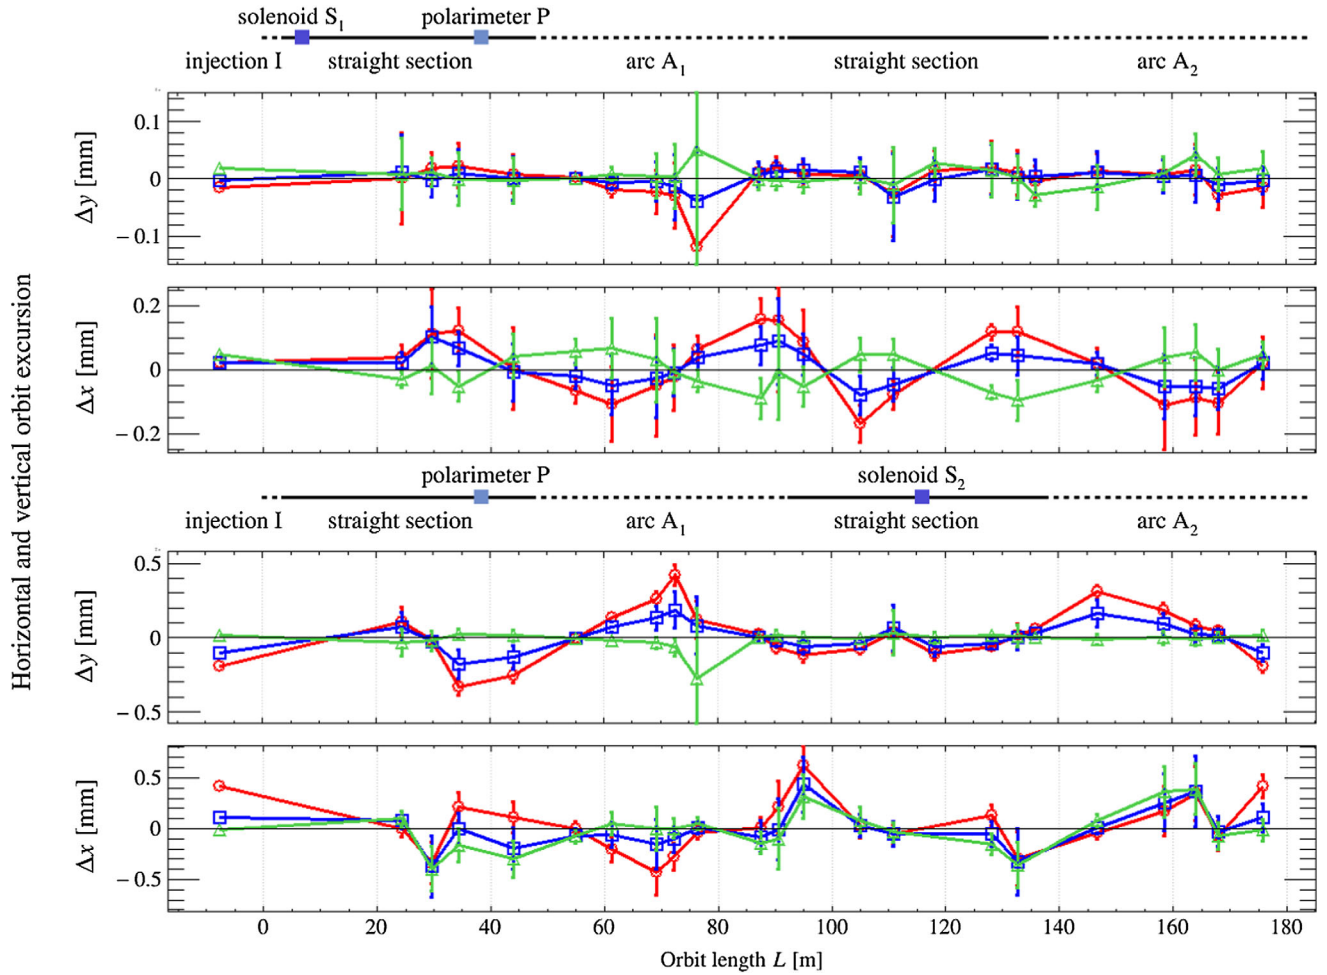 solenoid S1 polarimeter P
injection I straight section arc A1 straight section arc A2
0.1
0
− 0.1
Δy [mm]
0.2
0
− 0.2
Δx [mm]
Horizontal and vertical orbit excursion
polarimeter P solenoid S2
injection I straight section arc A1 straight section arc A2
0.5
0
− 0.5
Δy [mm]
0.5
0
− 0.5
Δx [mm]
0 20 40 60 80 100 120 140 160 180
Orbit length L [m]